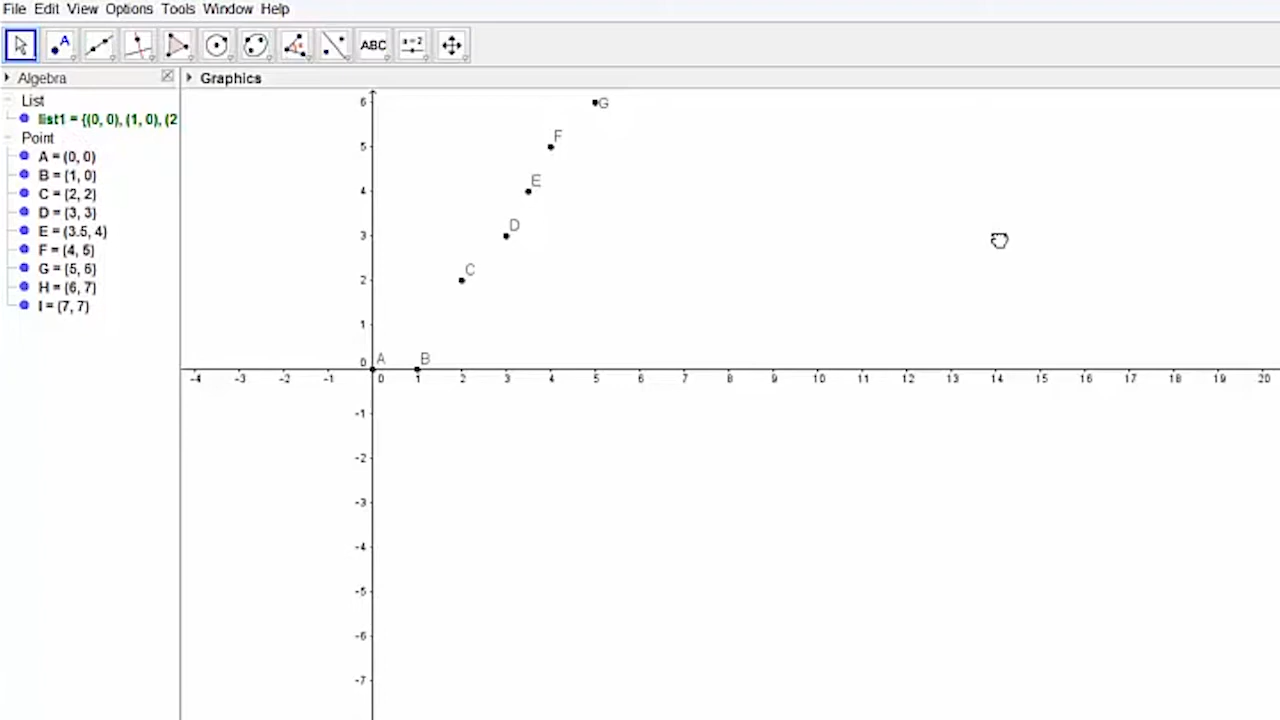 File Edit View Options Tools Window Help
A ABC a=2
Algebra
Graphics
List
list1 = {(0, 0), (1, 0), (2
Point
A = (0, 0)
B = (1, 0)
C = (2, 2)
D = (3, 3)
E = (3.5, 4)
F = (4, 5)
G = (5, 6)
H = (6, 7)
I = (7, 7)
6 G
F
5
E
4
D
3
C
2
1
0 A B
-4 -3 -2 -1 0 1 2 3 4 5 6 7 8 9 10 11 12 13 14 15 16 17 18 19 20
-1
-2
-3
-4
-5
-6
-7